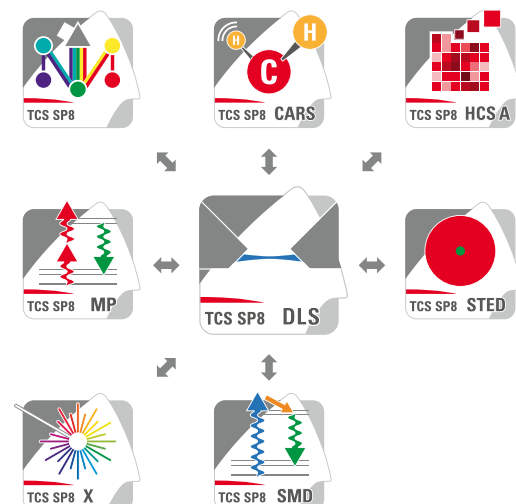 TCS SP8
TCS SP8 CARS
H
H
C
TCS SP8 HCS A
TCS SP8 MP
TCS SP8 DLS
TCS SP8 STED
TCS SP8 X
TCS SP8 SMD